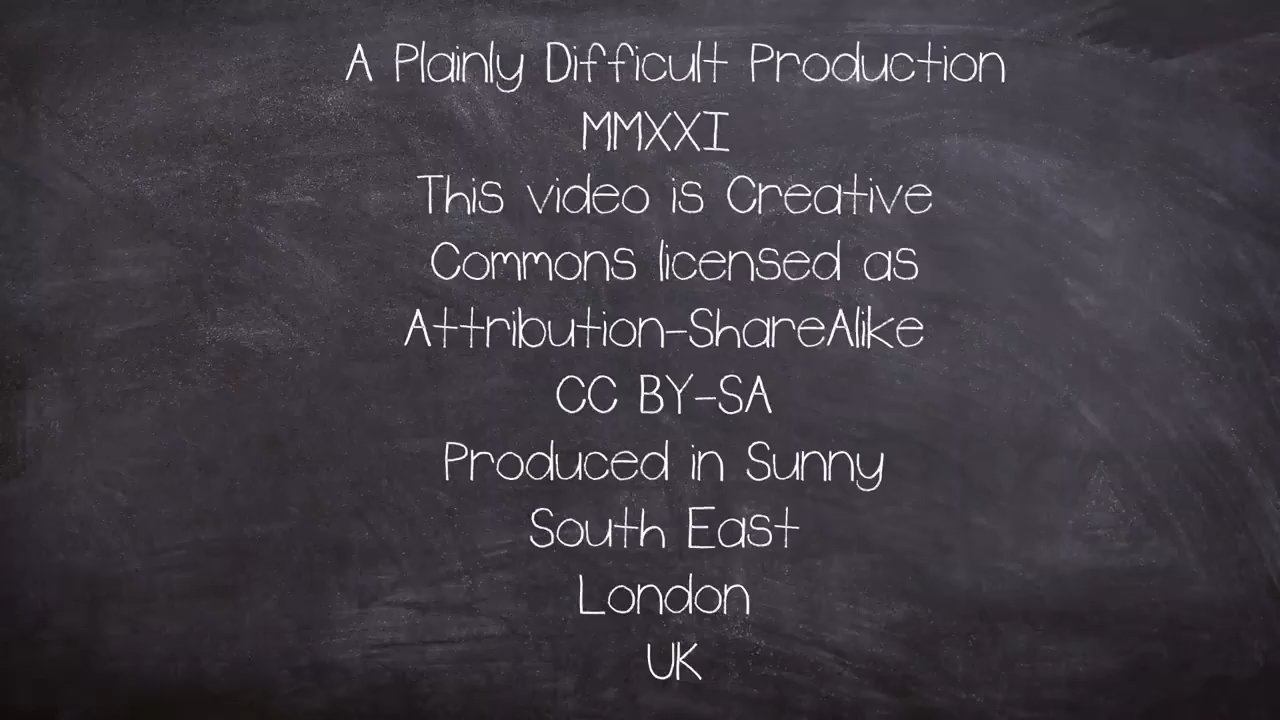 A Plainly Difficult Production
MMXXI
This video is Creative
Commons licensed as
Attribution-ShareAlike
CC BY-SA
Produced in Sunny
South East
London
UK